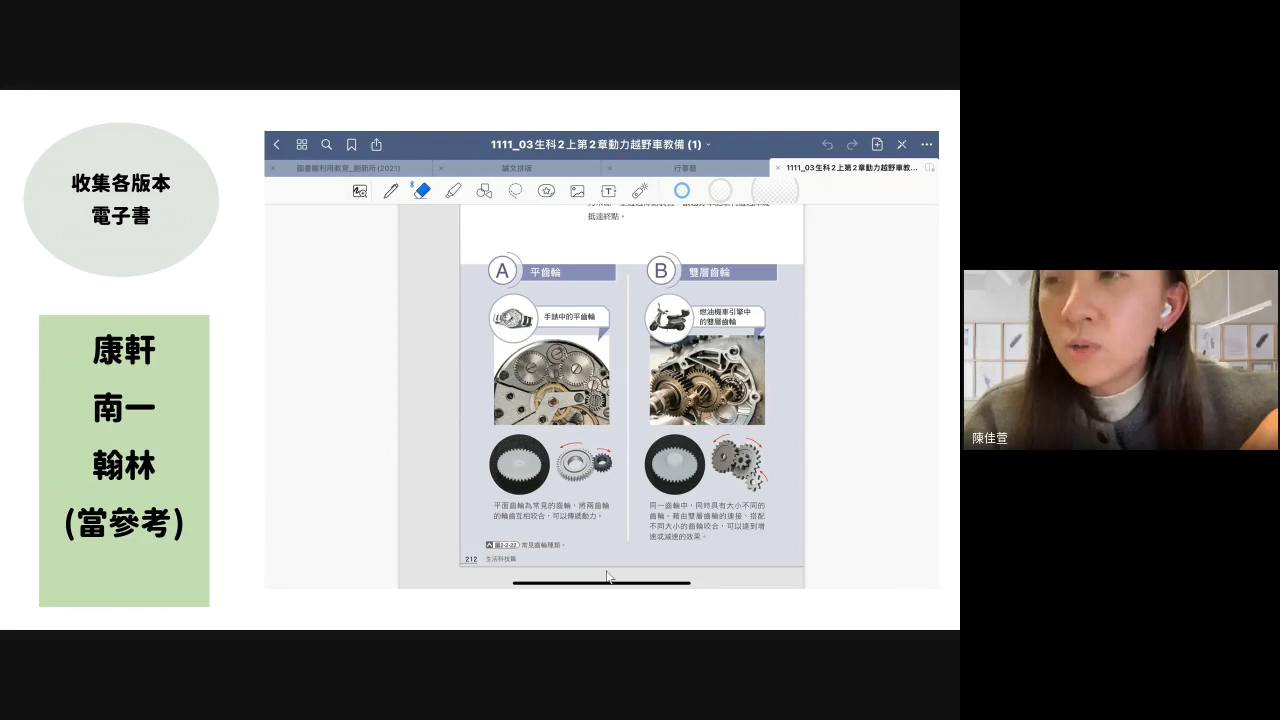 收集各版本
電子書
康軒
南一
翰林
(當參考)
1111_03生科2上第2章動力越野車教備 (1)
圖書館利用教育_創新所 (2021)
論文排版
行事曆
1111_03生科2上第2章動力越野車教...
抵達終點。
A 平齒輪
手錶中的平齒輪
平面齒輪為常見的齒輪，將兩齒輪
的輪齒互相咬合，可以傳遞動力。
B 雙層齒輪
燃油機車引擎中
的雙層齒輪
同一齒輪中，同時具有大小不同的
齒輪。藉由雙層齒輪的連接、搭配
不同大小的齒輪咬合，可以達到增
速或減速的效果。
圖2-2-22 常見齒輪種類。
212 生活科技篇
陳佳萱